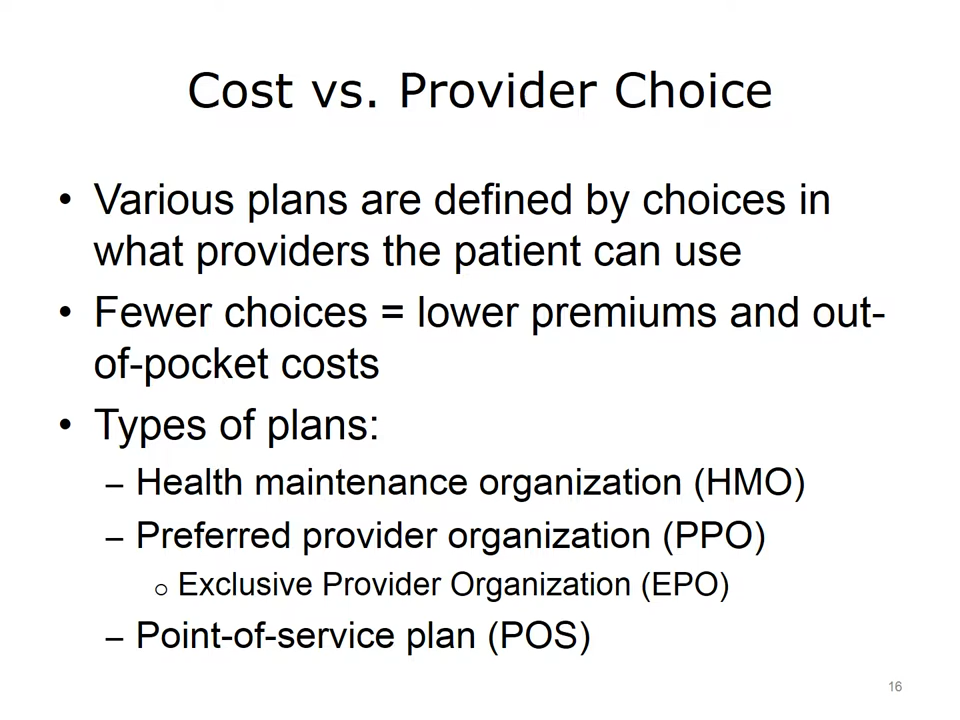 Cost vs. Provider Choice
• Various plans are defined by choices in
what providers the patient can use
• Fewer choices = lower premiums and out-
of-pocket costs
• Types of plans:
– Health maintenance organization (HMO)
– Preferred provider organization (PPO)
o Exclusive Provider Organization (EPO)
– Point-of-service plan (POS)
16